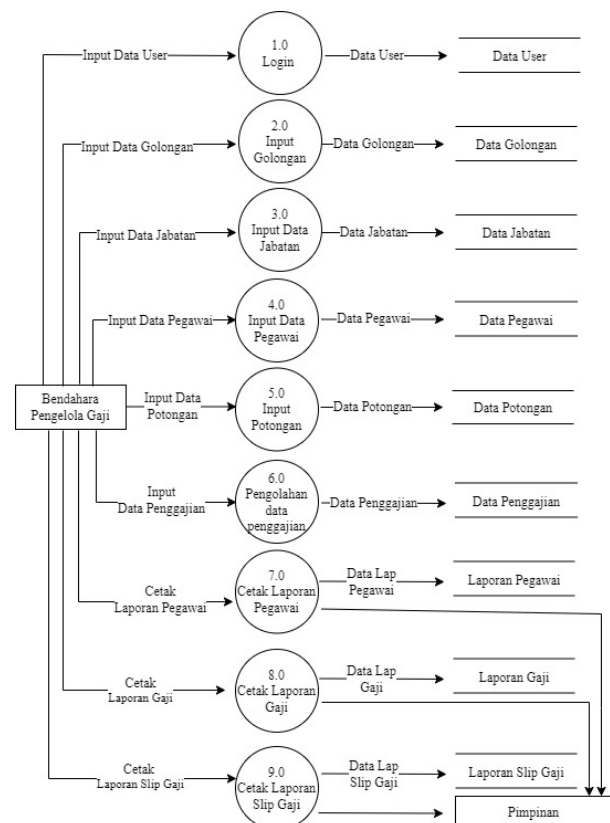 Input Data User
1.0
Login
Data User
Data User
Input Data Golongan
2.0
Input
Golongan
Data Golongan
Data Golongan
Input Data Jabatan
3.0
Input Data
Jabatan
Data Jabatan
Data Jabatan
Input Data Pegawai
4.0
Input Data
Pegawai
Data Pegawai
Data Pegawai
Bendahara
Pengelola Gaji
Input Data
Potongan
5.0
Input
Potongan
Data Potongan
Data Potongan
Input
Data Penggajian
6.0
Pengolahan
data
penggajian
Data Penggajian
Data Penggajian
Cetak
Laporan Pegawai
7.0
Cetak Laporan
Pegawai
Data Lap
Pegawai
Laporan Pegawai
Cetak
Laporan Gaji
8.0
Cetak Laporan
Gaji
Data Lap
Gaji
Laporan Gaji
Cetak
Laporan Slip Gaji
9.0
Cetak Laporan
Slip Gaji
Data Lap
Slip Gaji
Laporan Slip Gaji
Pimpinan